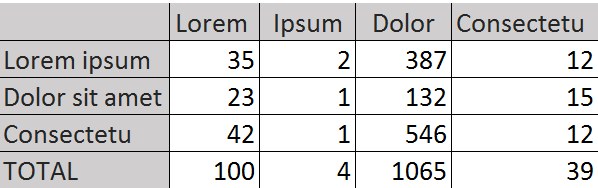 Lorem Ipsum Dolor Consectetu
Lorem ipsum 35 2 387 12
Dolor sit amet 23 1 132 15
Consectetu 42 1 546 12
TOTAL 100 4 1065 39